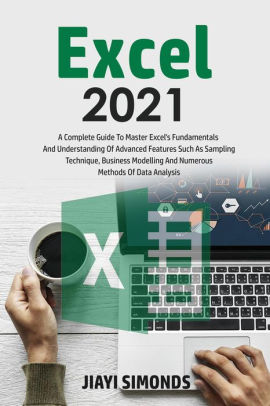 Excel
2021
A Complete Guide To Master Excel's Fundamentals
And Understanding Of Advanced Features Such As Sampling
Technique, Business Modelling And Numerous
Methods Of Data Analysis
X
JIAYI SIMONDS